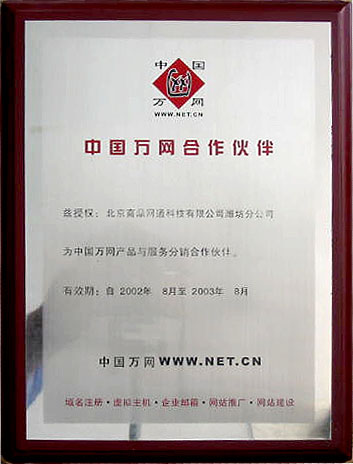 中 国
万 网
WWW.NET.CN
中国万网合作伙伴
兹授权：北京高品网通科技有限公司潍坊分公司
为中国万网产品与服务分销合作伙伴。
有效期：自 2002年 8月至 2003年 8月
中国万网 WWW.NET.CN
域名注册·虚拟主机·企业邮箱·网站推广·网站建设